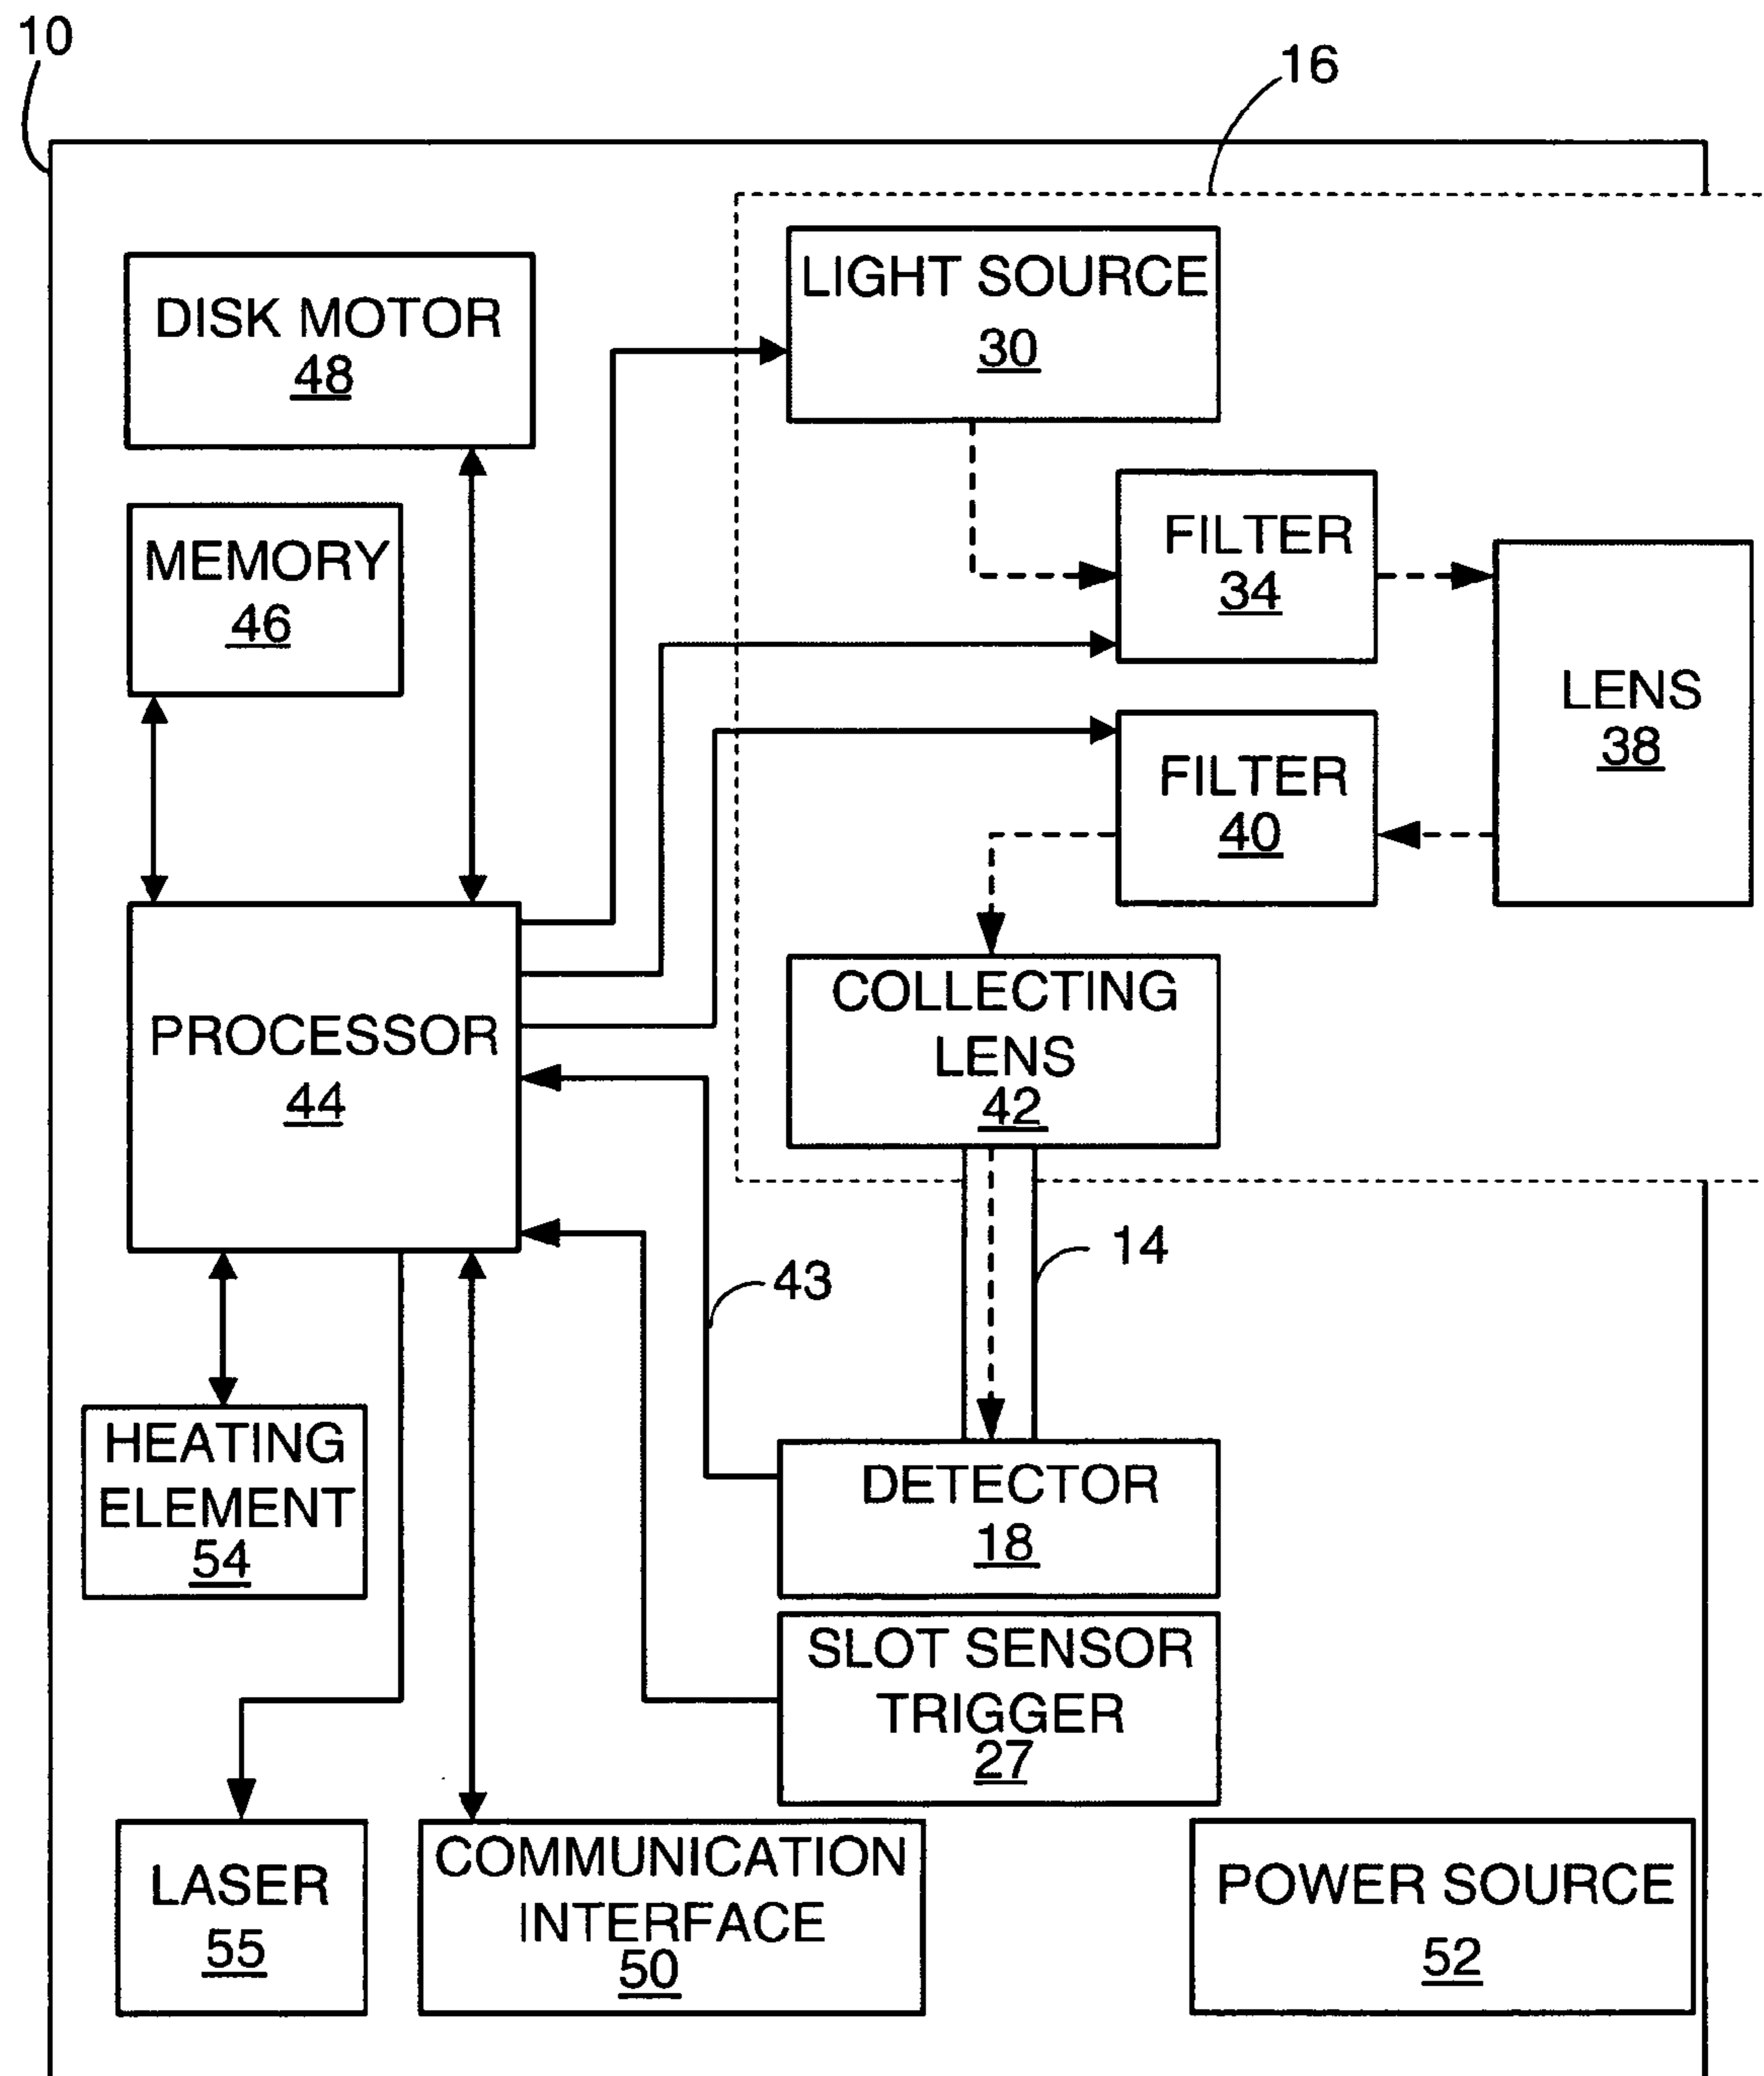 10
16
DISK MOTOR
48
LIGHT SOURCE
30
MEMORY
46
FILTER
34
LENS
38
FILTER
40
PROCESSOR
44
COLLECTING
LENS
42
43
14
HEATING
ELEMENT
54
DETECTOR
18
SLOT SENSOR
TRIGGER
27
LASER
55
COMMUNICATION
INTERFACE
50
POWER SOURCE
52